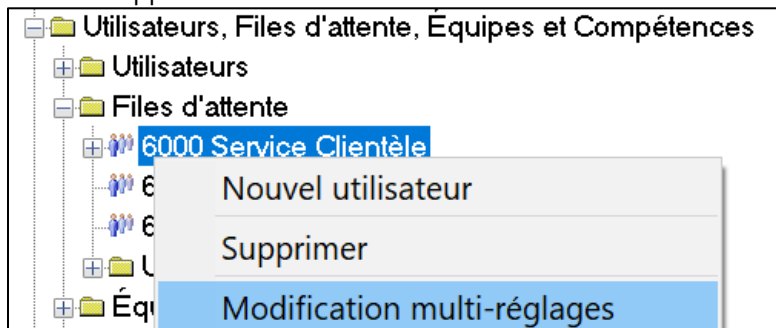 Utilisateurs, Files d'attente, Équipes et Compétences
Utilisateurs
Files d'attente
6000 Service Clientèle
Nouvel utilisateur
Supprimer
Modification multi-réglages